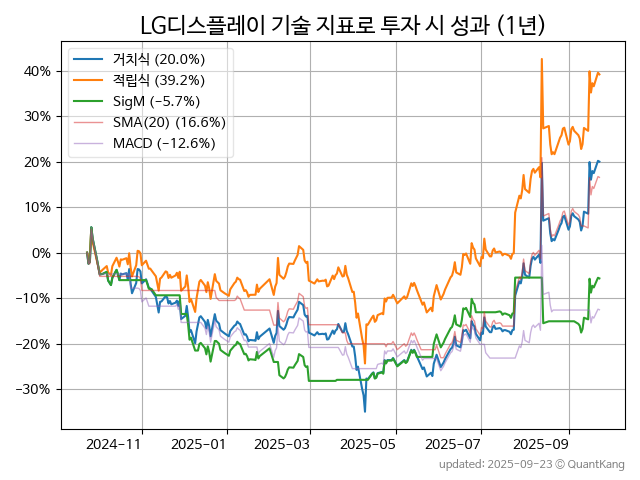 LG디스플레이 기술 지표로 투자 시 성과 (1년)
거치식 (20.0%)
적립식 (39.2%)
SigM (−5.7%)
SMA(20) (16.6%)
MACD (−12.6%)
40%
30%
20%
10%
0%
−10%
−20%
−30%
2024-11 2025-01 2025-03 2025-05 2025-07 2025-09
updated: 2025-09-23 © QuantKang